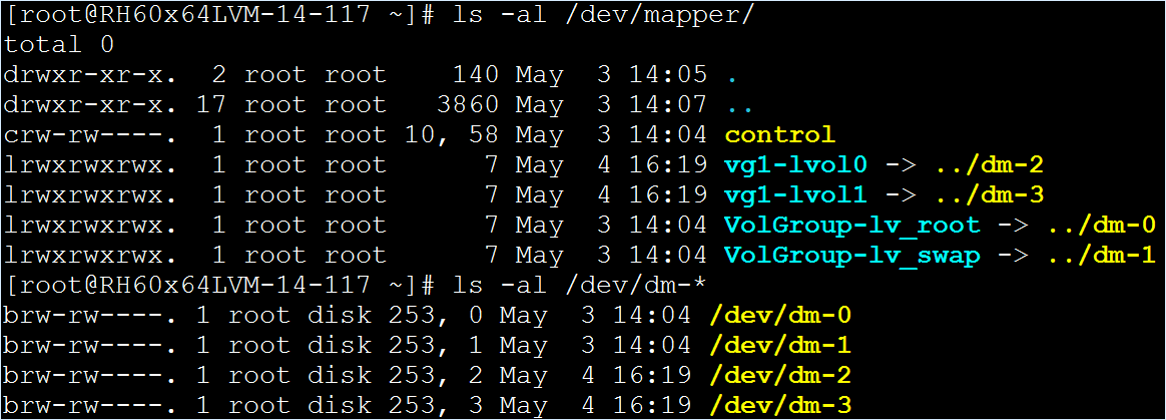 [root@RH60x64LVM-14-117 ~]# ls -al /dev/mapper/
total 0
drwxr-xr-x.  2 root root     140 May  3 14:05 .
drwxr-xr-x. 17 root root    3860 May  3 14:07 ..
crw-rw----.  1 root root 10, 58 May  3 14:04 control
lrwxrwxrwx.  1 root root       7 May  4 16:19 vg1-lvol0 -> ../dm-2
lrwxrwxrwx.  1 root root       7 May  4 16:19 vg1-lvol1 -> ../dm-3
lrwxrwxrwx.  1 root root       7 May  3 14:04 VolGroup-lv_root -> ../dm-0
lrwxrwxrwx.  1 root root       7 May  3 14:04 VolGroup-lv_swap -> ../dm-1
[root@RH60x64LVM-14-117 ~]# ls -al /dev/dm-*
brw-rw----. 1 root disk 253, 0 May  3 14:04 /dev/dm-0
brw-rw----. 1 root disk 253, 1 May  3 14:04 /dev/dm-1
brw-rw----. 1 root disk 253, 2 May  4 16:19 /dev/dm-2
brw-rw----. 1 root disk 253, 3 May  4 16:19 /dev/dm-3